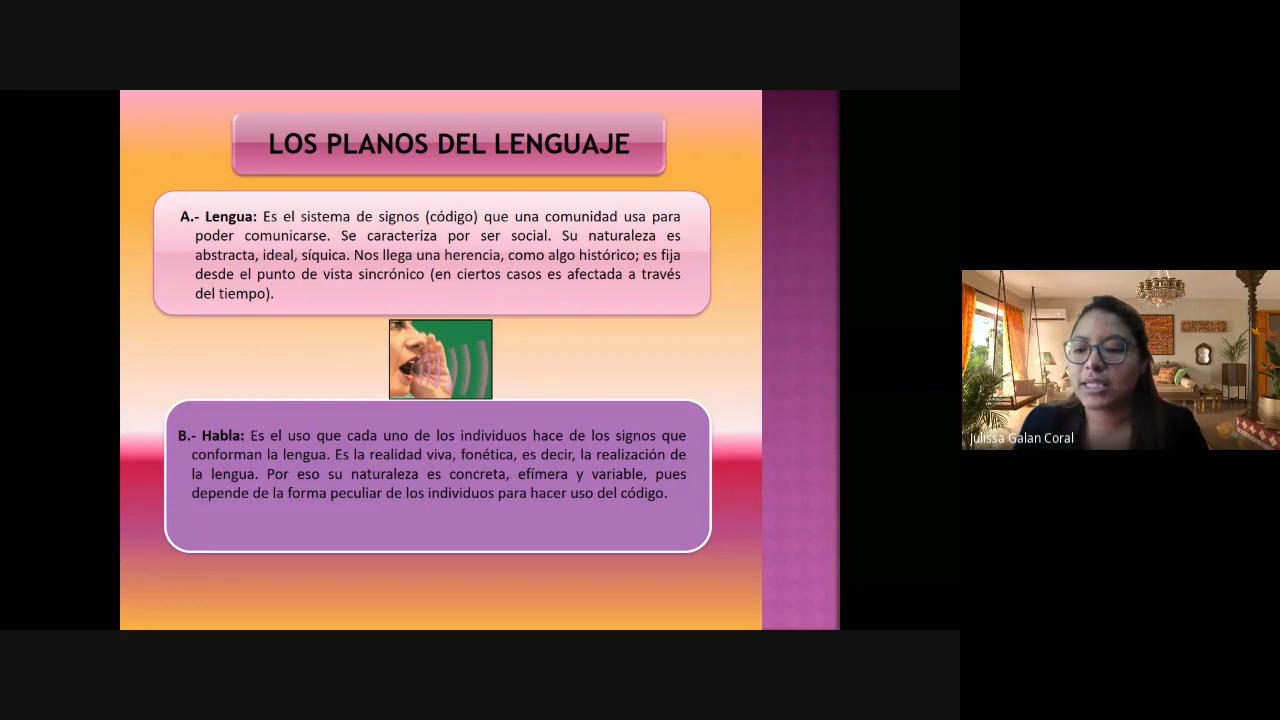 LOS PLANOS DEL LENGUAJE
A.- Lengua: Es el sistema de signos (código) que una comunidad usa para
poder comunicarse. Se caracteriza por ser social. Su naturaleza es
abstracta, ideal, síquica. Nos llega una herencia, como algo histórico; es fija
desde el punto de vista sincrónico (en ciertos casos es afectada a través
del tiempo).
B.- Habla: Es el uso que cada uno de los individuos hace de los signos que
conforman la lengua. Es la realidad viva, fonética, es decir, la realización de
la lengua. Por eso su naturaleza es concreta, efímera y variable, pues
depende de la forma peculiar de los individuos para hacer uso del código.
Julissa Galan Coral